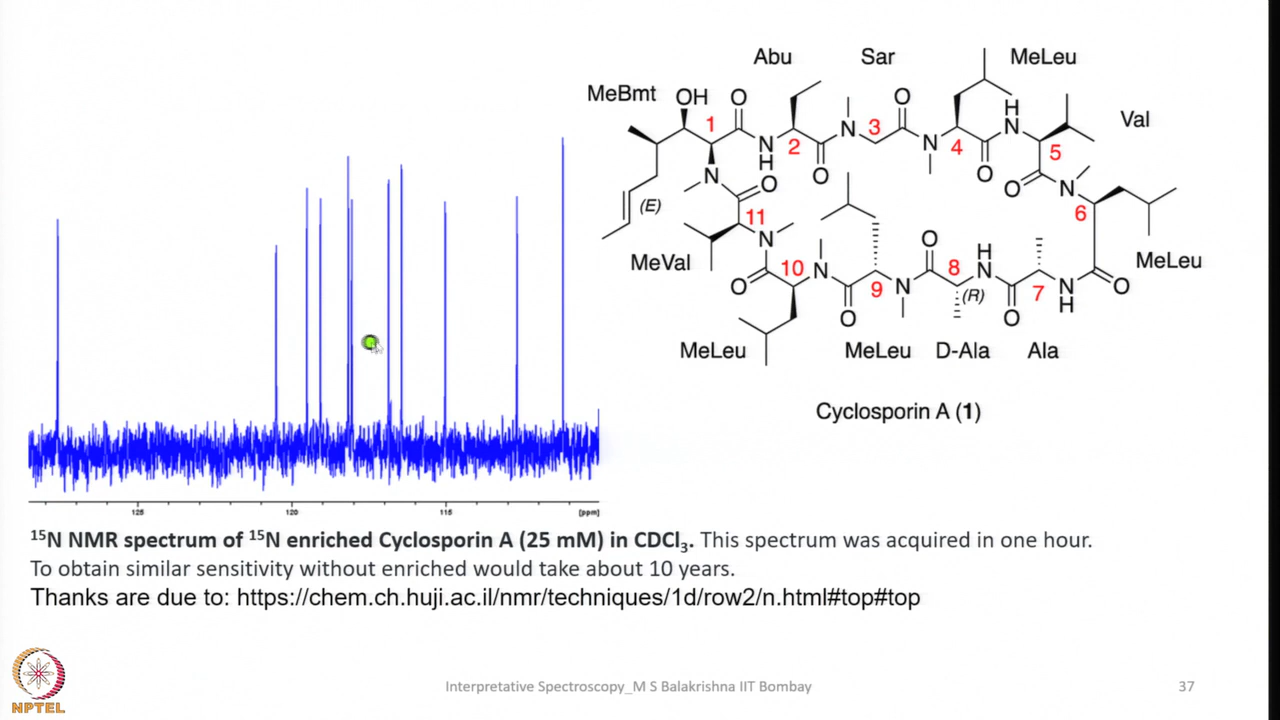 Abu
Sar
MeLeu
MeBmt
OH
O
O
H
N
1
3
Val
N
H
2
O
N
N
4
O
5
N
O
O
N
6
(E)
11
N
MeVal
O
10
N
O
9
N
O
8
H
N
(R)
O
7
N
H
O
MeLeu
MeLeu
MeLeu
D-Ala
Ala
Cyclosporin A (1)
125
120
115
[ppm]
¹⁵N NMR spectrum of ¹⁵N enriched Cyclosporin A (25 mM) in CDCl₃. This spectrum was acquired in one hour.
To obtain similar sensitivity without enriched would take about 10 years.
Thanks are due to: https://chem.ch.huji.ac.il/nmr/techniques/1d/row2/n.html#top#top
NPTEL
Interpretative Spectroscopy_M S Balakrishna IIT Bombay
37